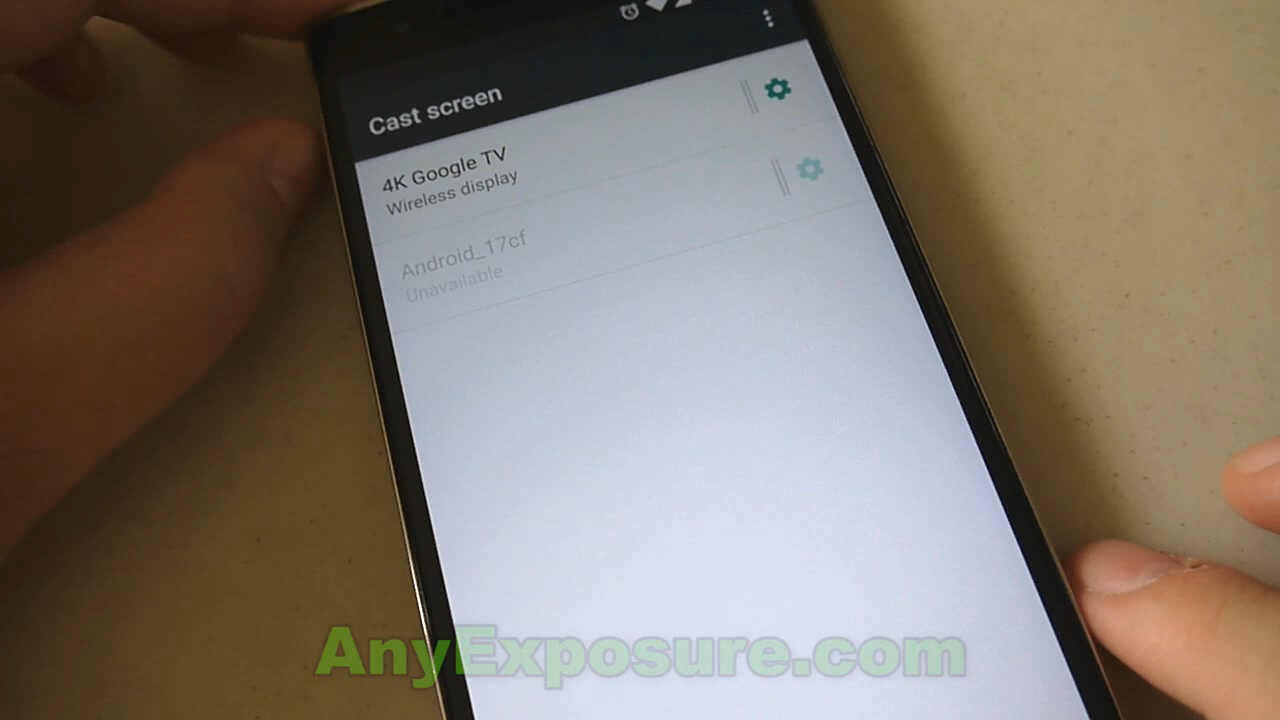 Cast screen
4K Google TV
Wireless display
Android_17cf
Unavailable
AnyExposure.com